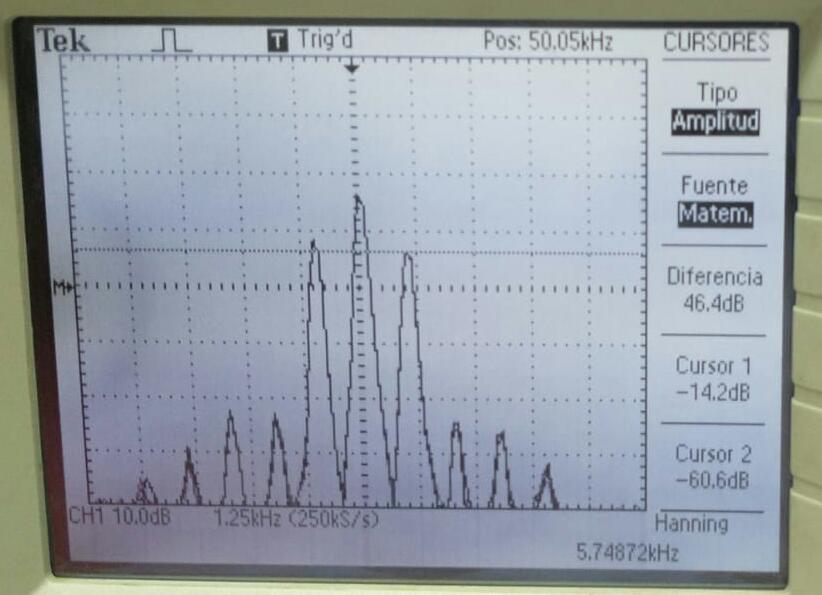 Tek T Trig'd Pos: 50.05kHz CURSORES
Tipo
Amplitud
Fuente
Matem.
M
Diferencia
46.4dB
Cursor 1
-14.2dB
Cursor 2
-60.6dB
CH1 10.0dB 1.25kHz (250kS/s) Hanning
5.74872kHz